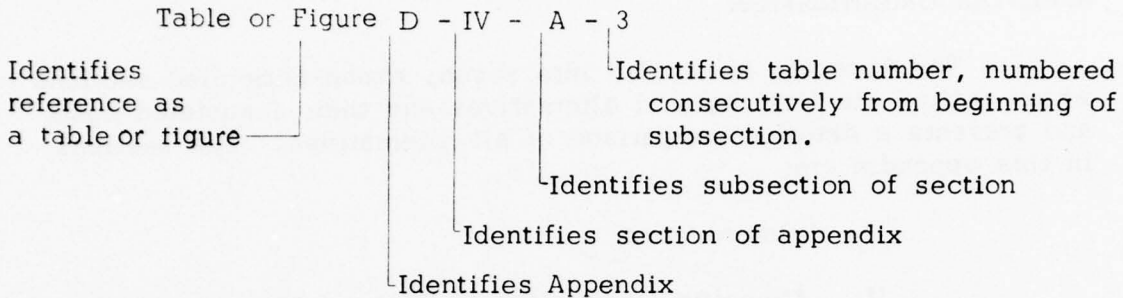 Table or Figure D - IV - A - 3
Identifies
reference as
a table or figure
Identifies table number, numbered
consecutively from beginning of
subsection.
Identifies subsection of section
Identifies section of appendix
Identifies Appendix